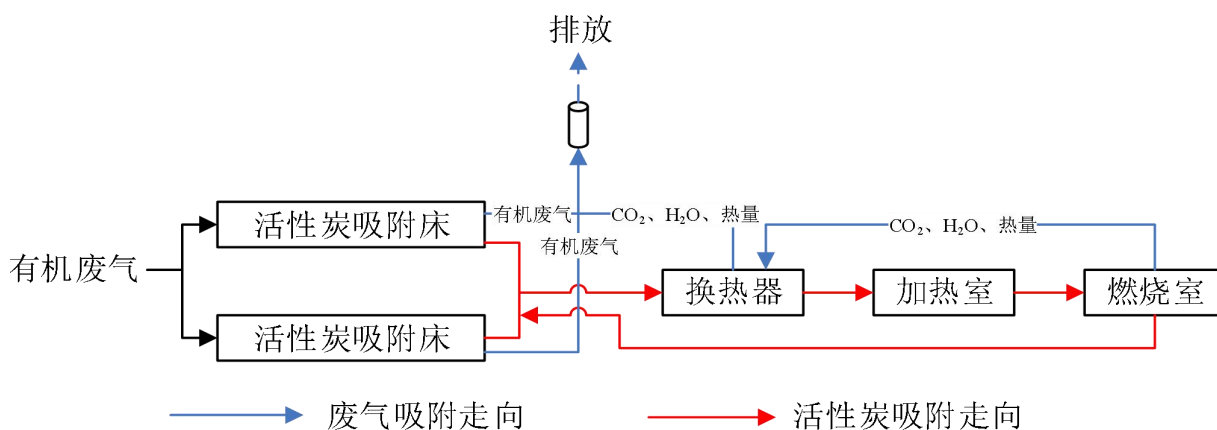 排放
活性炭吸附床
有机废气
CO₂、H₂O、热量
CO₂、H₂O、热量
有机废气
有机废气
换热器
加热室
燃烧室
活性炭吸附床
废气吸附走向
活性炭吸附走向